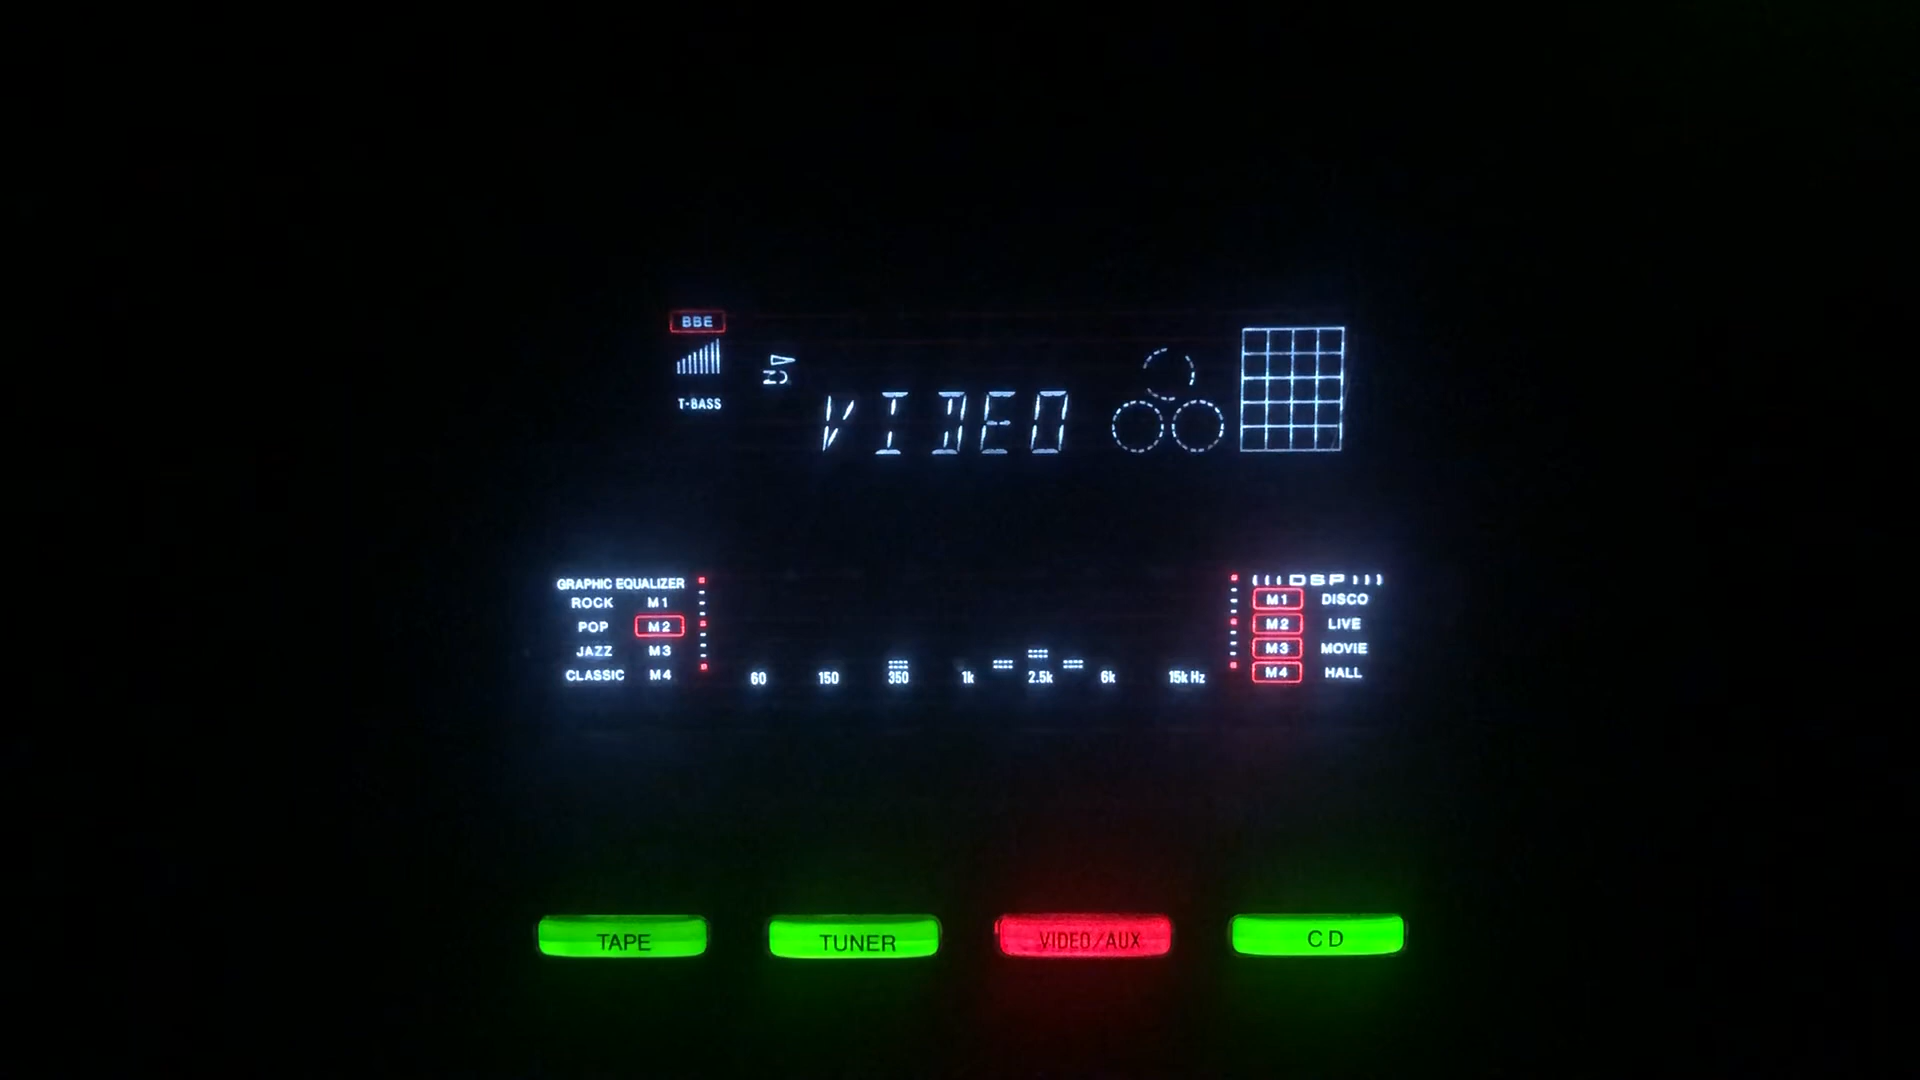 BBE
T-BASS
VIDEO
GRAPHIC EQUALIZER
ROCK M1
POP M2
JAZZ M3
CLASSIC M4
60 150 350 1k 2.5k 6k 15k Hz
DSP
M1 DISCO
M2 LIVE
M3 MOVIE
M4 HALL
TAPE TUNER VIDEO/AUX CD